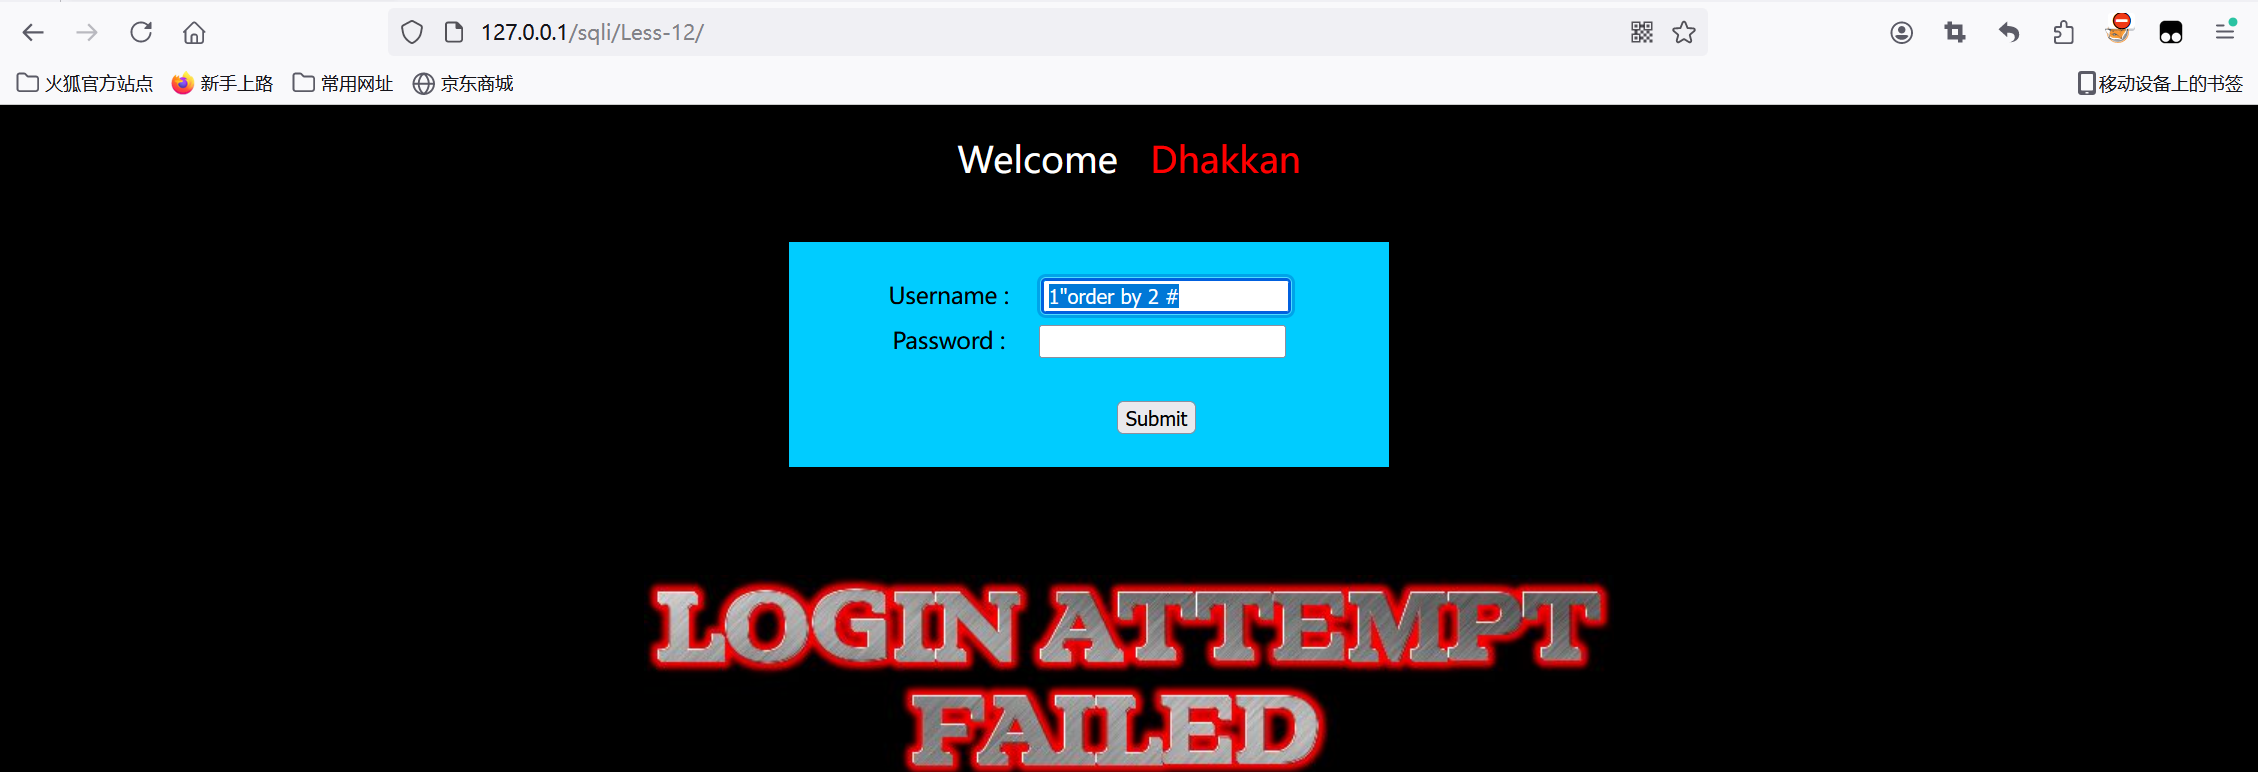 127.0.0.1/sqli/Less-12/
火狐官方站点 新手上路 常用网址 京东商城 移动设备上的书签
Welcome Dhakkan
Username : 1"order by 2 #
Password :
Submit
LOGIN ATTEMPT
FAILED